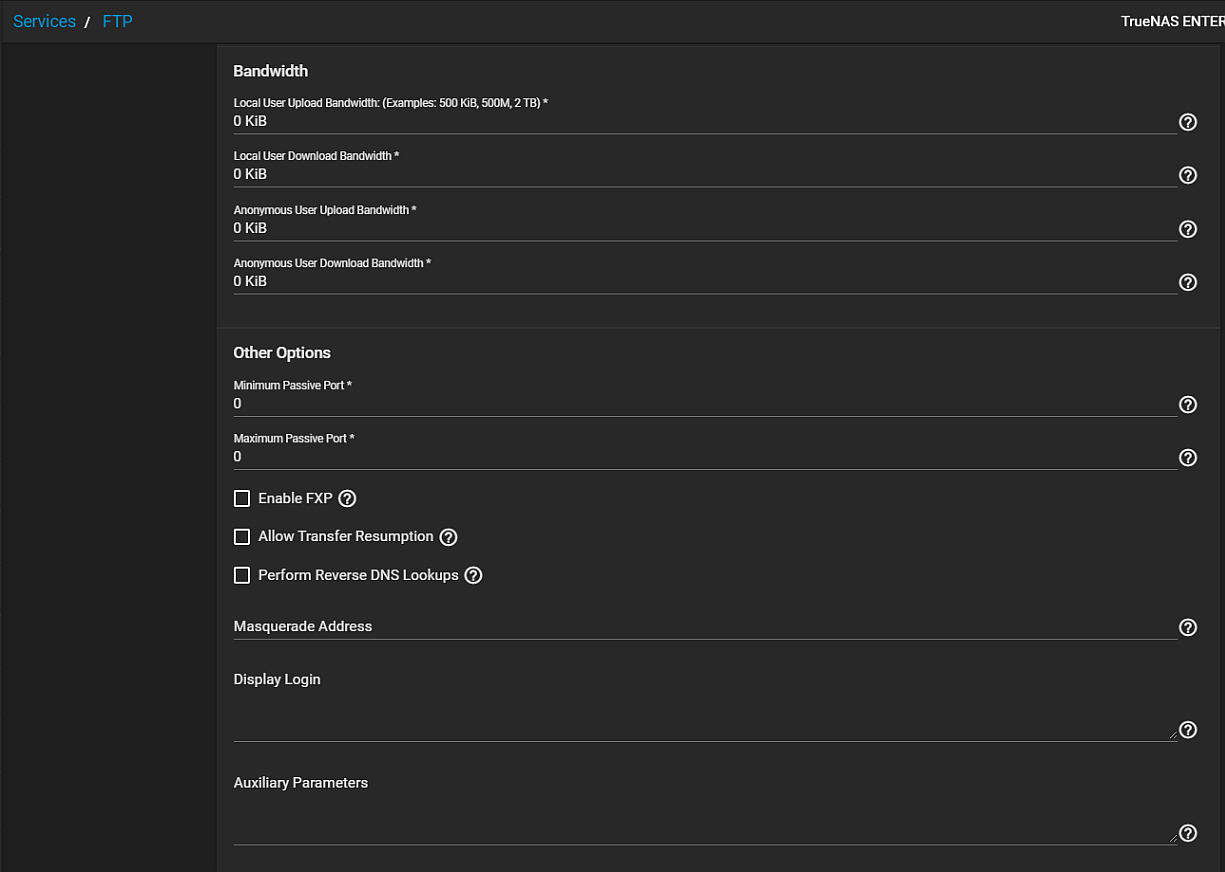 Services / FTP
TrueNAS ENTER
Bandwidth
Local User Upload Bandwidth: (Examples: 500 KiB, 500M, 2 TB) *
0 KiB
Local User Download Bandwidth *
0 KiB
Anonymous User Upload Bandwidth *
0 KiB
Anonymous User Download Bandwidth *
0 KiB
Other Options
Minimum Passive Port *
0
Maximum Passive Port *
0
Enable FXP
Allow Transfer Resumption
Perform Reverse DNS Lookups
Masquerade Address
Display Login
Auxiliary Parameters